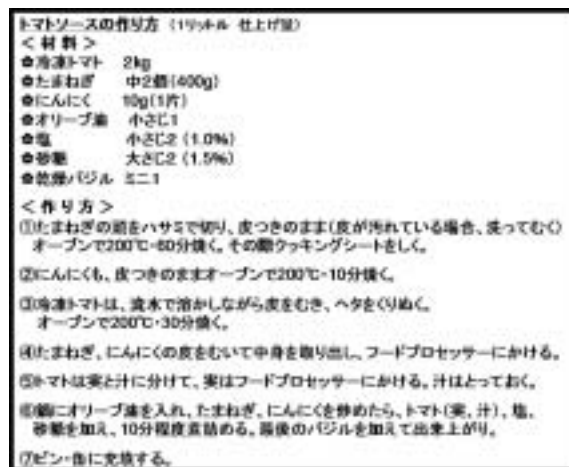 トマトソースの作り方 (1リットル 仕上げ量)
＜材料＞
✿冷凍トマト 2kg
✿たまねぎ 中2個(400g)
✿にんにく 10g(1片)
✿オリーブ油 小さじ1
✿塩 小さじ2 (1.0%)
✿砂糖 大さじ2 (1.5%)
✿乾燥バジル ミニ1
＜作り方＞
①たまねぎの頭をハサミで切り、皮つきのまま(皮が汚れている場合、洗ってむく)
オーブンで200℃・60分焼く。その際クッキングシートをしく。
②にんにくも、皮つきのままオーブンで200℃・10分焼く。
③冷凍トマトは、流水で溶かしながら皮をむき、ヘタをくりぬく。
オーブンで200℃・30分焼く。
④たまねぎ、にんにくの皮をむいて中身を取り出し、フードプロセッサーにかける。
⑤トマトは実と汁に分けて、実はフードプロセッサーにかける。汁はとっておく。
⑥鍋にオリーブ油を入れ、たまねぎ、にんにくを炒めたら、トマト(実、汁)、塩、
砂糖を加え、10分程度煮詰める。最後のバジルを加えて出来上がり。
⑦ビン・缶に充填する。